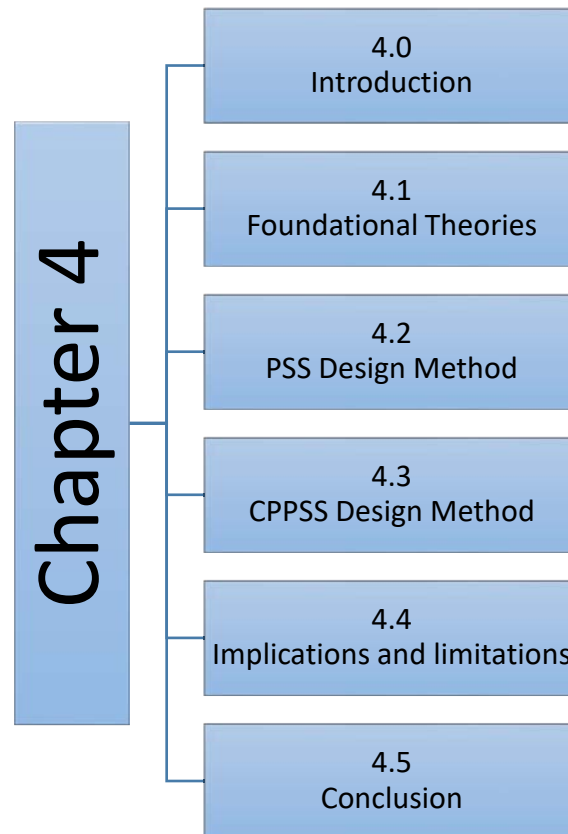 Chapter 4
4.0
Introduction
4.1
Foundational Theories
4.2
PSS Design Method
4.3
CPPSS Design Method
4.4
Implications and limitations
4.5
Conclusion